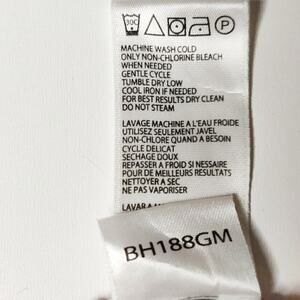 30C
P
MACHINE WASH COLD
ONLY NON-CHLORINE BLEACH
WHEN NEEDED
GENTLE CYCLE
TUMBLE DRY LOW
COOL IRON IF NEEDED
FOR BEST RESULTS DRY CLEAN
DO NOT STEAM
LAVAGE MACHINE A L'EAU FROIDE
UTILISEZ SEULEMENT JAVEL
NON-CHLORE QUAND A BESOIN
CYCLE DELICAT
SECHAGE DOUX
REPASSER A FROID SI NESSAIRE
POUR DE MEILLEURS RESULTATS
NETTOYER A SEC
NE PAS VAPORISER
LAVAR A
BH188GM